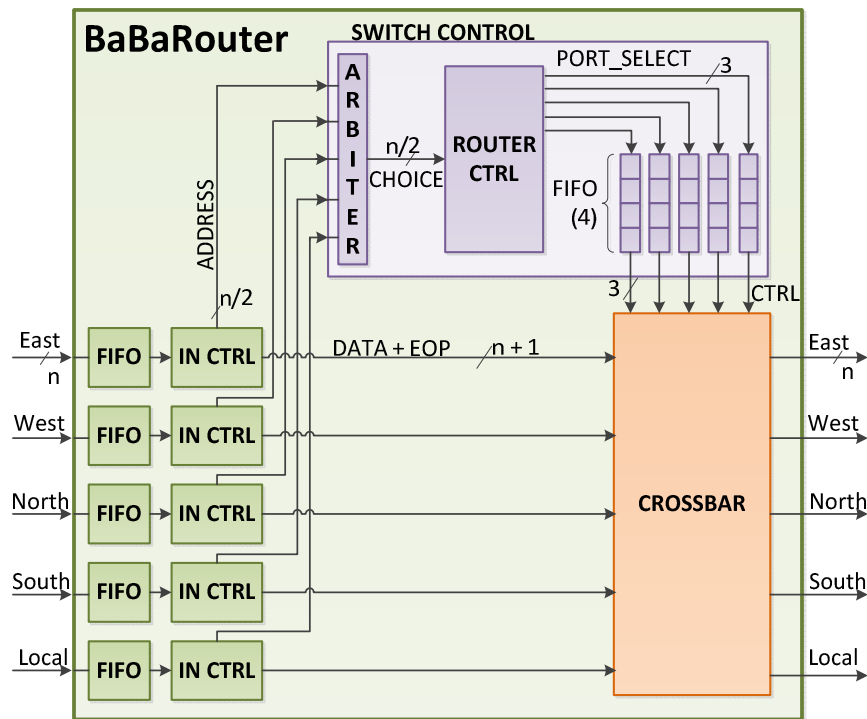 BaBaRouter
SWITCH CONTROL
ARBITER
n/2
CHOICE
ROUTER
CTRL
PORT_SELECT
3
FIFO
(4)
3
CTRL
ADDRESS
n/2
East
n
FIFO
IN CTRL
DATA + EOP
n + 1
East
n
West
FIFO
IN CTRL
West
North
FIFO
IN CTRL
CROSSBAR
North
South
FIFO
IN CTRL
South
Local
FIFO
IN CTRL
Local